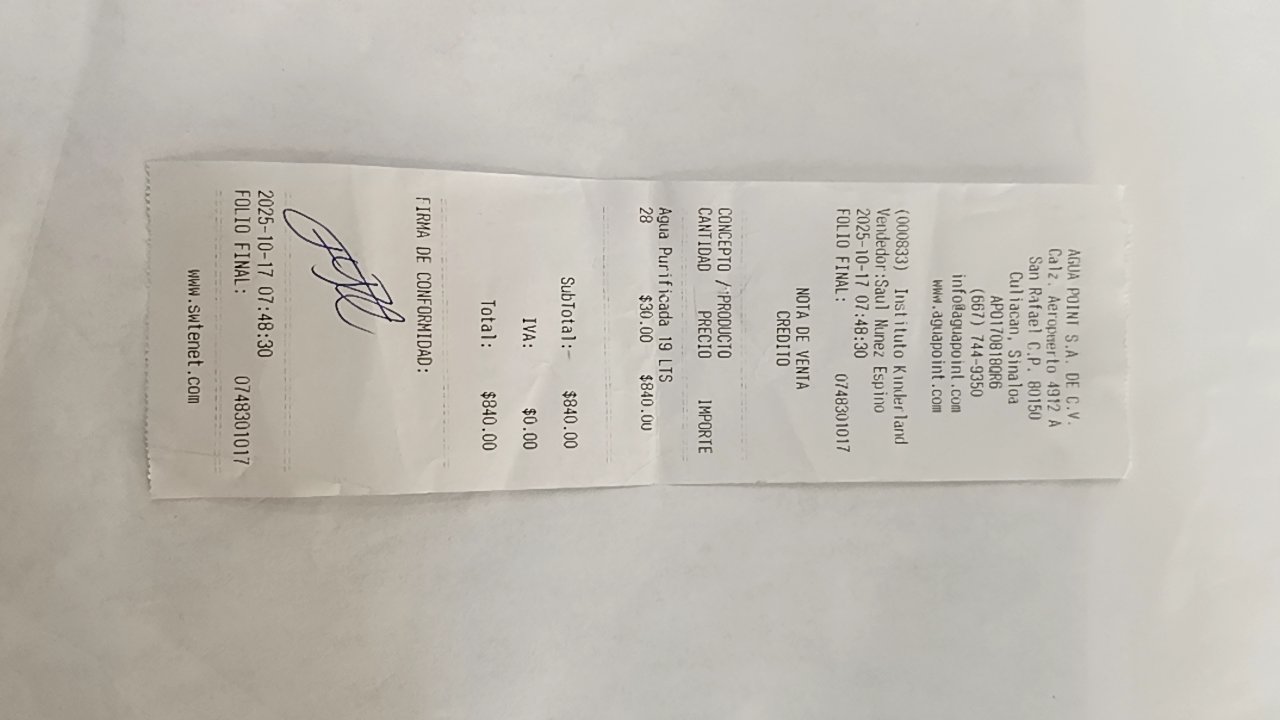 AGUA POINT S.A. DE C.V.
Calz. Aeropuerto 4912 A
San Rafael C.P. 80150
Culiacan, Sinaloa
APO170818QR6
(667) 744-9350
info@aguapoint.com
www.aguapoint.com
(000833) Instituto Kinderland
Vendedor:Saul Nunez Espino
2025-10-17 07:48:30
FOLIO FINAL: 0748301017
NOTA DE VENTA
CREDITO
CONCEPTO / PRODUCTO
CANTIDAD PRECIO IMPORTE
Agua Purificada 19 LTS
28 $30.00 $840.00
SubTotal: $840.00
IVA: $0.00
Total: $840.00
FIRMA DE CONFORMIDAD:
2025-10-17 07:48:30
FOLIO FINAL: 0748301017
www.swtenet.com